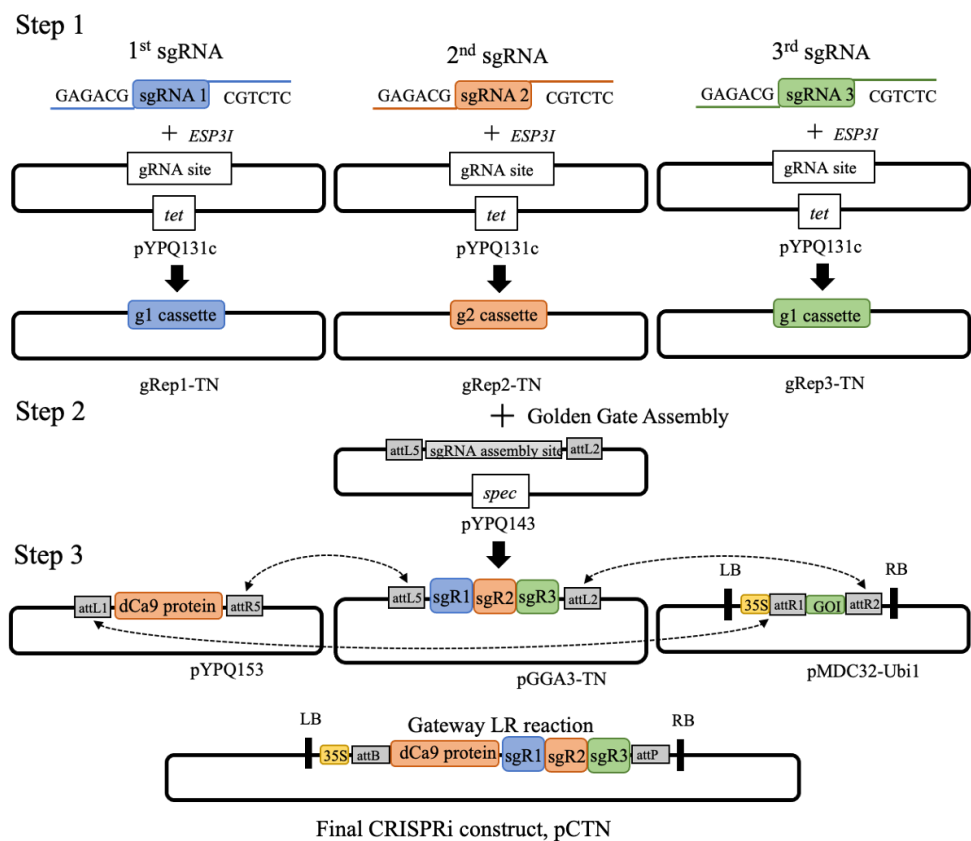 Step 1
1st sgRNA
2nd sgRNA
3rd sgRNA
GAGACG sgRNA 1 CGTCTC
GAGACG sgRNA 2 CGTCTC
GAGACG sgRNA 3 CGTCTC
+ ESP3I
+ ESP3I
+ ESP3I
gRNA site
gRNA site
gRNA site
tet
tet
tet
pYPQ131c
pYPQ131c
pYPQ131c
g1 cassette
g2 cassette
g1 cassette
gRep1-TN
gRep2-TN
gRep3-TN
Step 2
+ Golden Gate Assembly
attL5 sgRNA assembly site attL2
spec
pYPQ143
Step 3
attL1 dCa9 protein attR5
attL5 sgR1 sgR2 sgR3 attL2
LB RB
35S attR1 GOI attR2
pYPQ153
pGGA3-TN
pMDC32-Ubi1
Gateway LR reaction
LB RB
35S attB dCa9 protein sgR1 sgR2 sgR3 attP
Final CRISPRi construct, pCTN